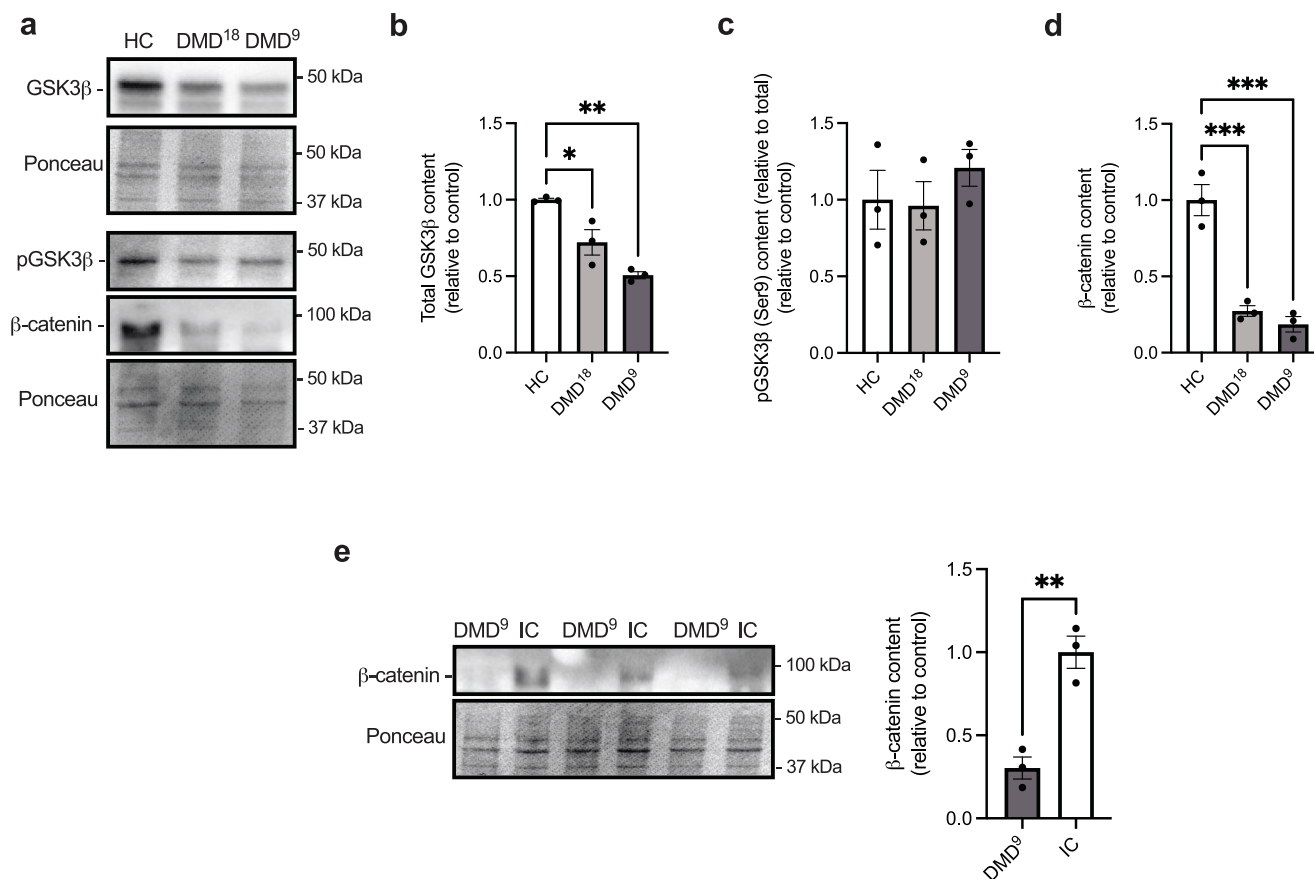 a
HC DMD¹⁸ DMD⁹
GSK3β -
- 50 kDa
Ponceau
- 50 kDa
- 37 kDa
pGSK3β -
- 50 kDa
β-catenin -
- 100 kDa
Ponceau
- 50 kDa
- 37 kDa
b
Total GSK3β content
(relative to control)
1.5
1.0
0.5
0.0
**
*
HC
DMD¹⁸
DMD⁹
c
pGSK3β (Ser9) content (relative to total)
(relative to control)
1.5
1.0
0.5
0.0
HC
DMD¹⁸
DMD⁹
d
β-catenin content
(relative to control)
1.5
1.0
0.5
0.0
***
***
HC
DMD¹⁸
DMD⁹
e
DMD⁹ IC DMD⁹ IC DMD⁹ IC
β-catenin -
- 100 kDa
Ponceau
- 50 kDa
- 37 kDa
β-catenin content
(relative to control)
1.5
1.0
0.5
0.0
**
DMD⁹
IC